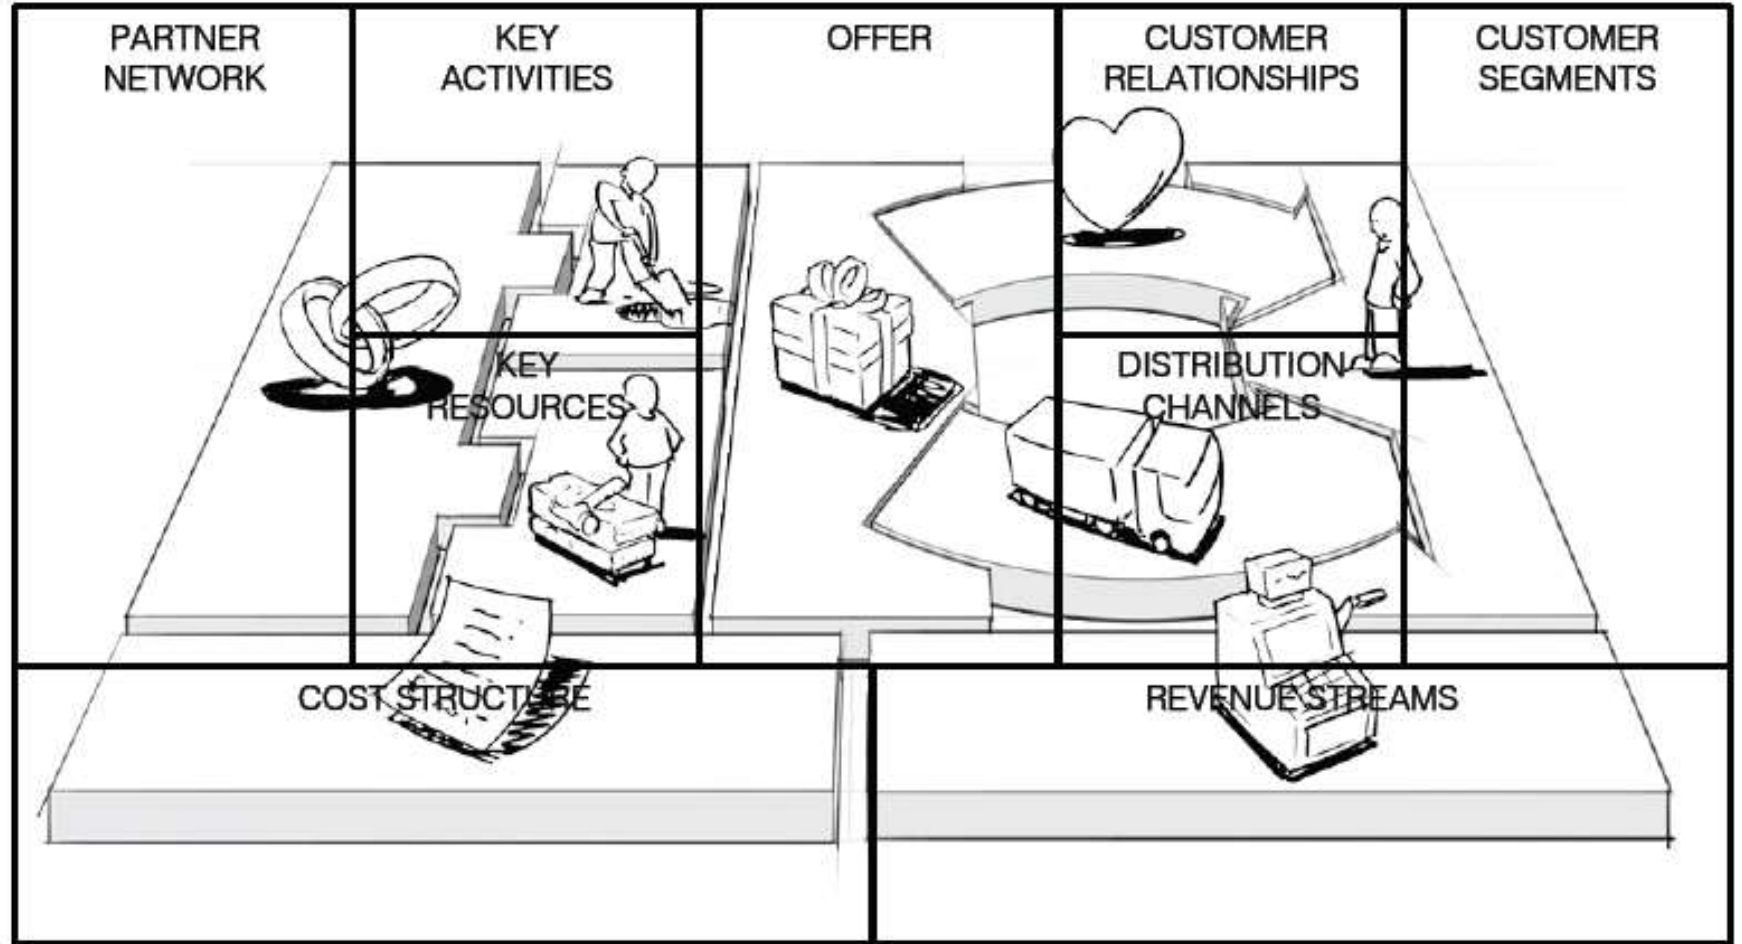 PARTNER
NETWORK
KEY
ACTIVITIES
OFFER
CUSTOMER
RELATIONSHIPS
CUSTOMER
SEGMENTS
KEY
RESOURCES
DISTRIBUTION
CHANNELS
COST STRUCTURE
REVENUE STREAMS